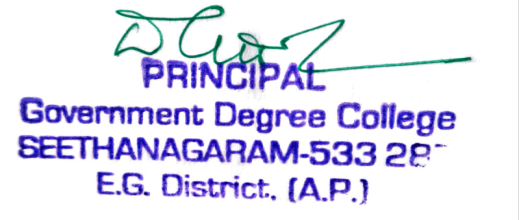 PRINCIPAL
Government Degree College
SEETHANAGARAM-533 28
E.G. District. (A.P.)